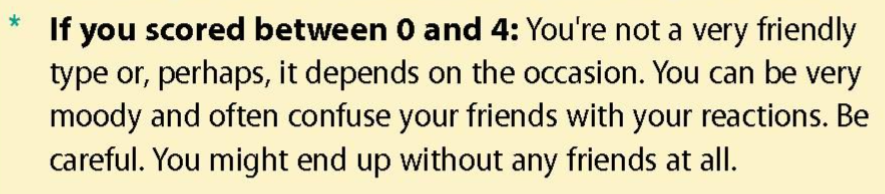 * If you scored between 0 and 4: You're not a very friendly
type or, perhaps, it depends on the occasion. You can be very
moody and often confuse your friends with your reactions. Be
careful. You might end up without any friends at all.